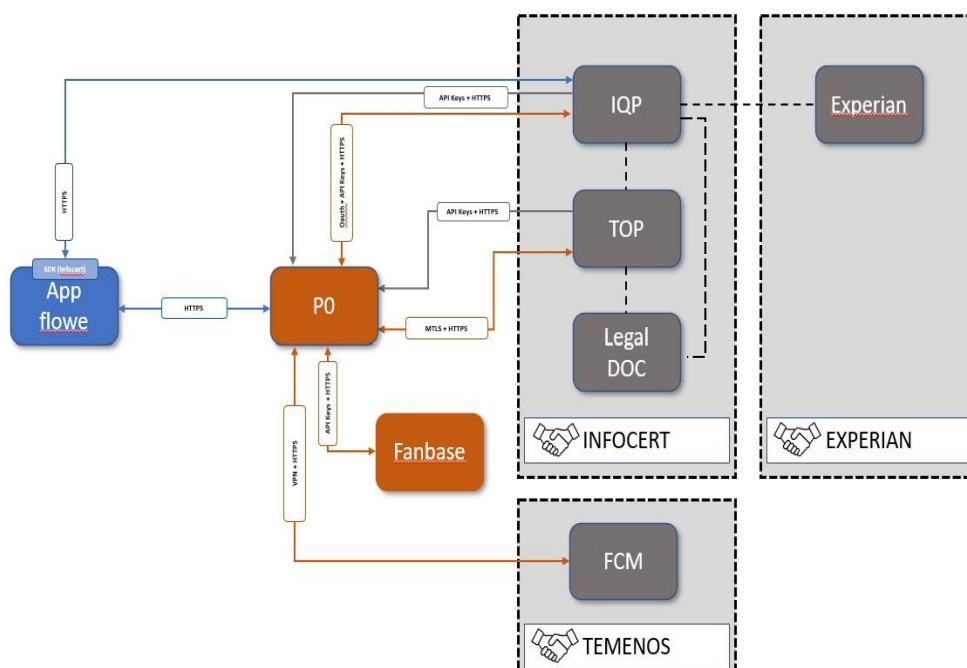 IQP
Experian
API Keys + HTTPS
HTTPS
Oauth + API Keys + HTTPS
API Keys + HTTPS
TOP
SDK (Infocert)
App
flowe
HTTPS
P0
MTLS + HTTPS
Legal
DOC
API Keys + HTTPS
VPN + HTTPS
Fanbase
INFOCERT
EXPERIAN
FCM
TEMENOS